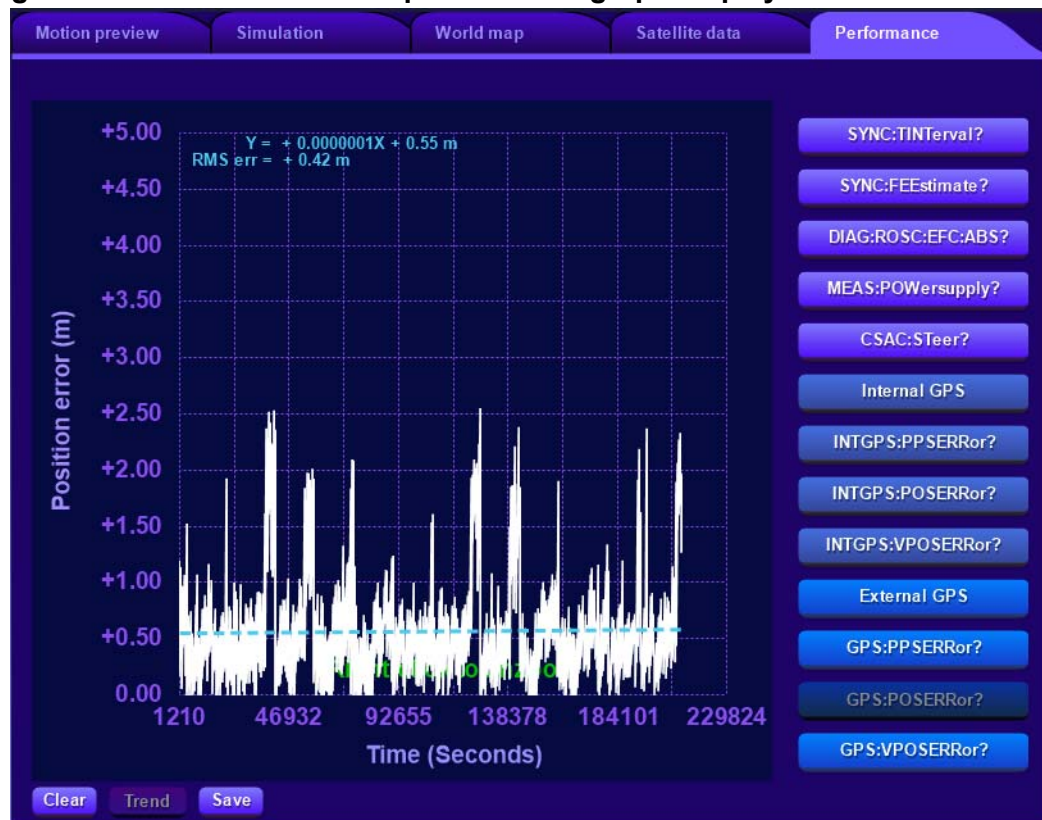 Motion preview
Simulation
World map
Satellite data
Performance
Y = + 0.0000001X + 0.55 m
RMS err = + 0.42 m
+5.00
+4.50
+4.00
+3.50
+3.00
+2.50
+2.00
+1.50
+1.00
+0.50
0.00
Position error (m)
1210
46932
92655
138378
184101
229824
Time (Seconds)
SYNC:TINTerval?
SYNC:FEEstimate?
DIAG:ROSC:EFC:ABS?
MEAS:POWersupply?
CSAC:STeer?
Internal GPS
INTGPS:PPSERRor?
INTGPS:POSERRor?
INTGPS:VPOSERRor?
External GPS
GPS:PPSERRor?
GPS:POSERRor?
GPS:VPOSERRor?
Clear
Trend
Save